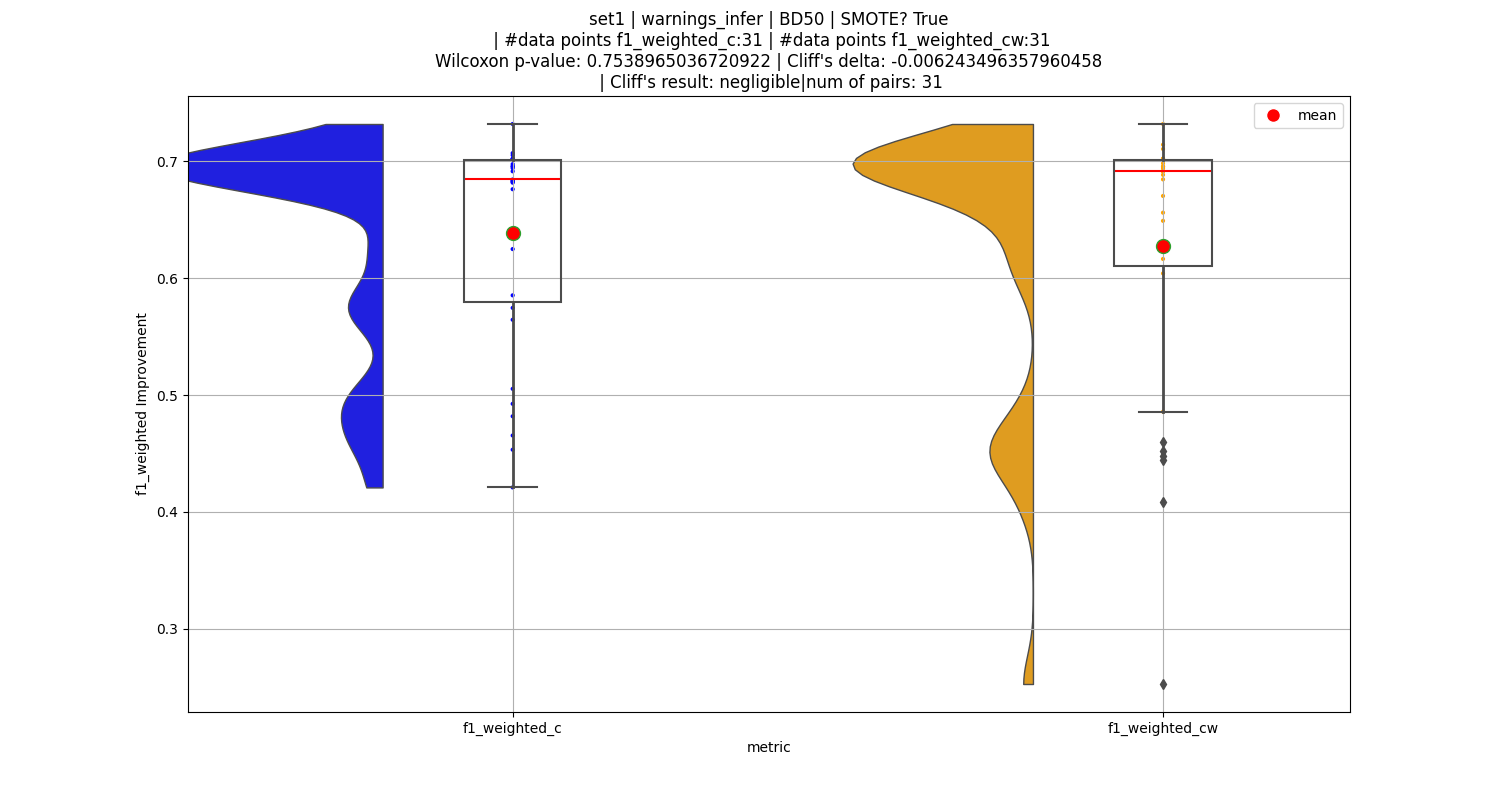 set1 | warnings_infer | BD50 | SMOTE? True
| #data points f1_weighted_c:31 | #data points f1_weighted_cw:31
Wilcoxon p-value: 0.7538965036720922 | Cliff's delta: -0.006243496357960458
| Cliff's result: negligible|num of pairs: 31
mean
0.7
0.6
0.5
0.4
0.3
f1_weighted Improvement
f1_weighted_c
f1_weighted_cw
metric